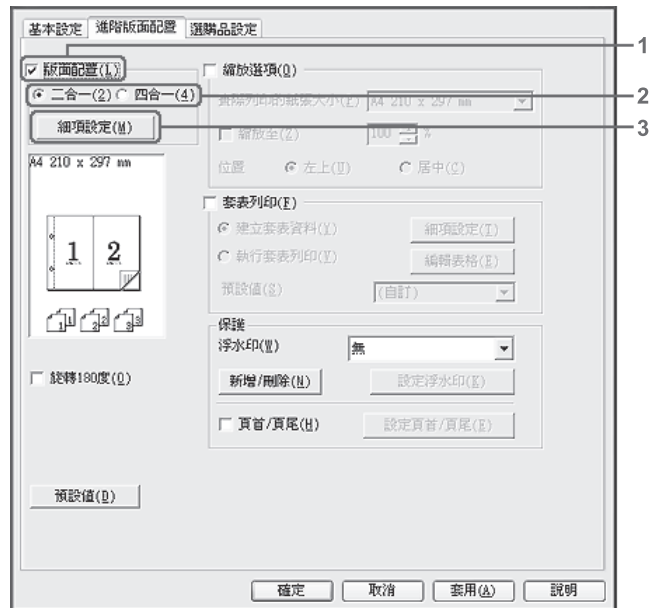 基本設定 進階版面配置 選購品設定
版面配置(L)
二合一(2) 四合一(4)
細項設定(M)
1
2
3
A4 210 x 297 mm
1 2
1 1 2 2 3 3
旋轉180度(0)
預設值(D)
縮放選項(O)
實際列印的紙張大小(P) A4 210 x 297 mm
縮放至(Z) 100 %
位置 左上(U) 居中(C)
套表列印(F)
建立套表資料(Y) 細項設定(T)
執行套表列印(V) 編輯表格(E)
預設值(S) (自訂)
保護
浮水印(W) 無
新增/刪除(N) 設定浮水印(K)
頁首/頁尾(H) 設定頁首/頁尾(E)
確定 取消 套用(A) 說明